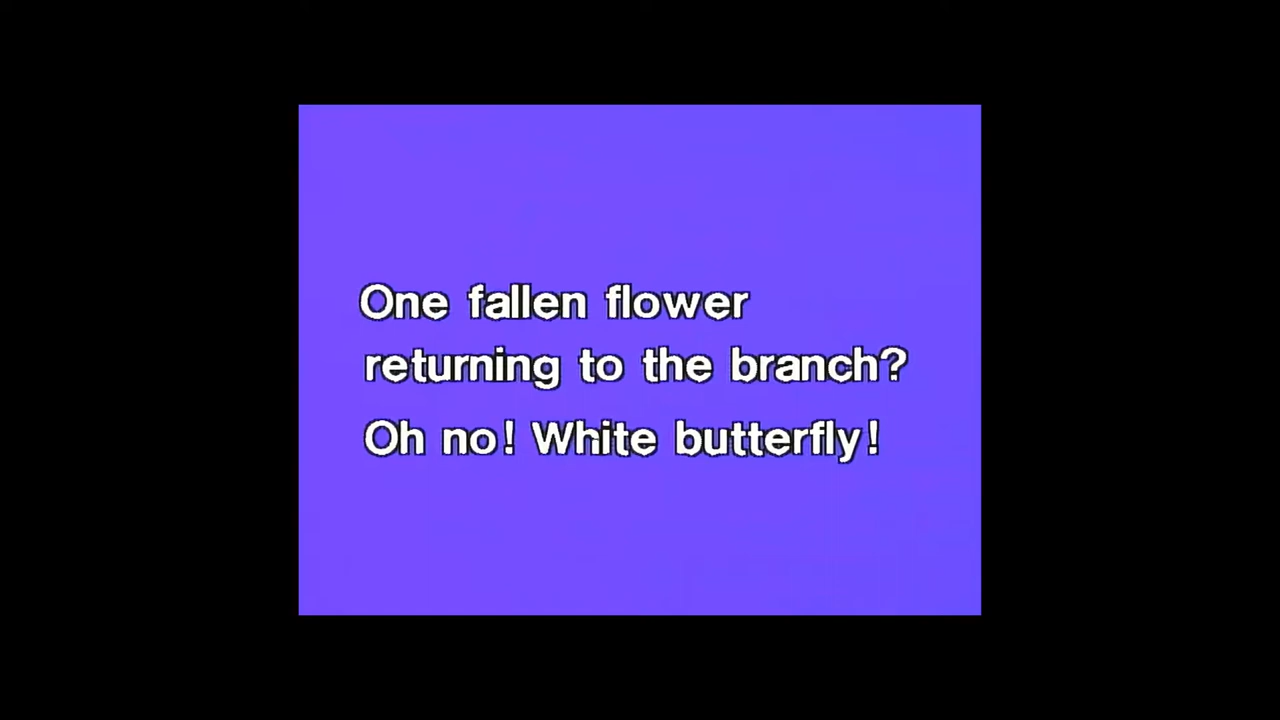 One fallen flower
returning to the branch?
Oh no! White butterfly!